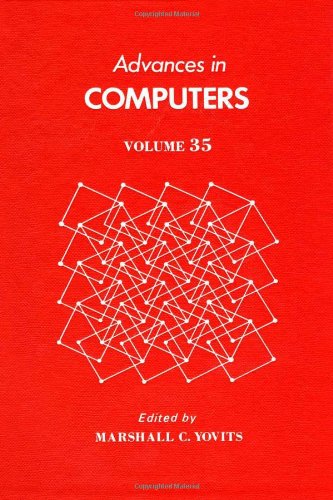 Advances in
COMPUTERS
VOLUME 35
Edited by
MARSHALL C. YOVITS